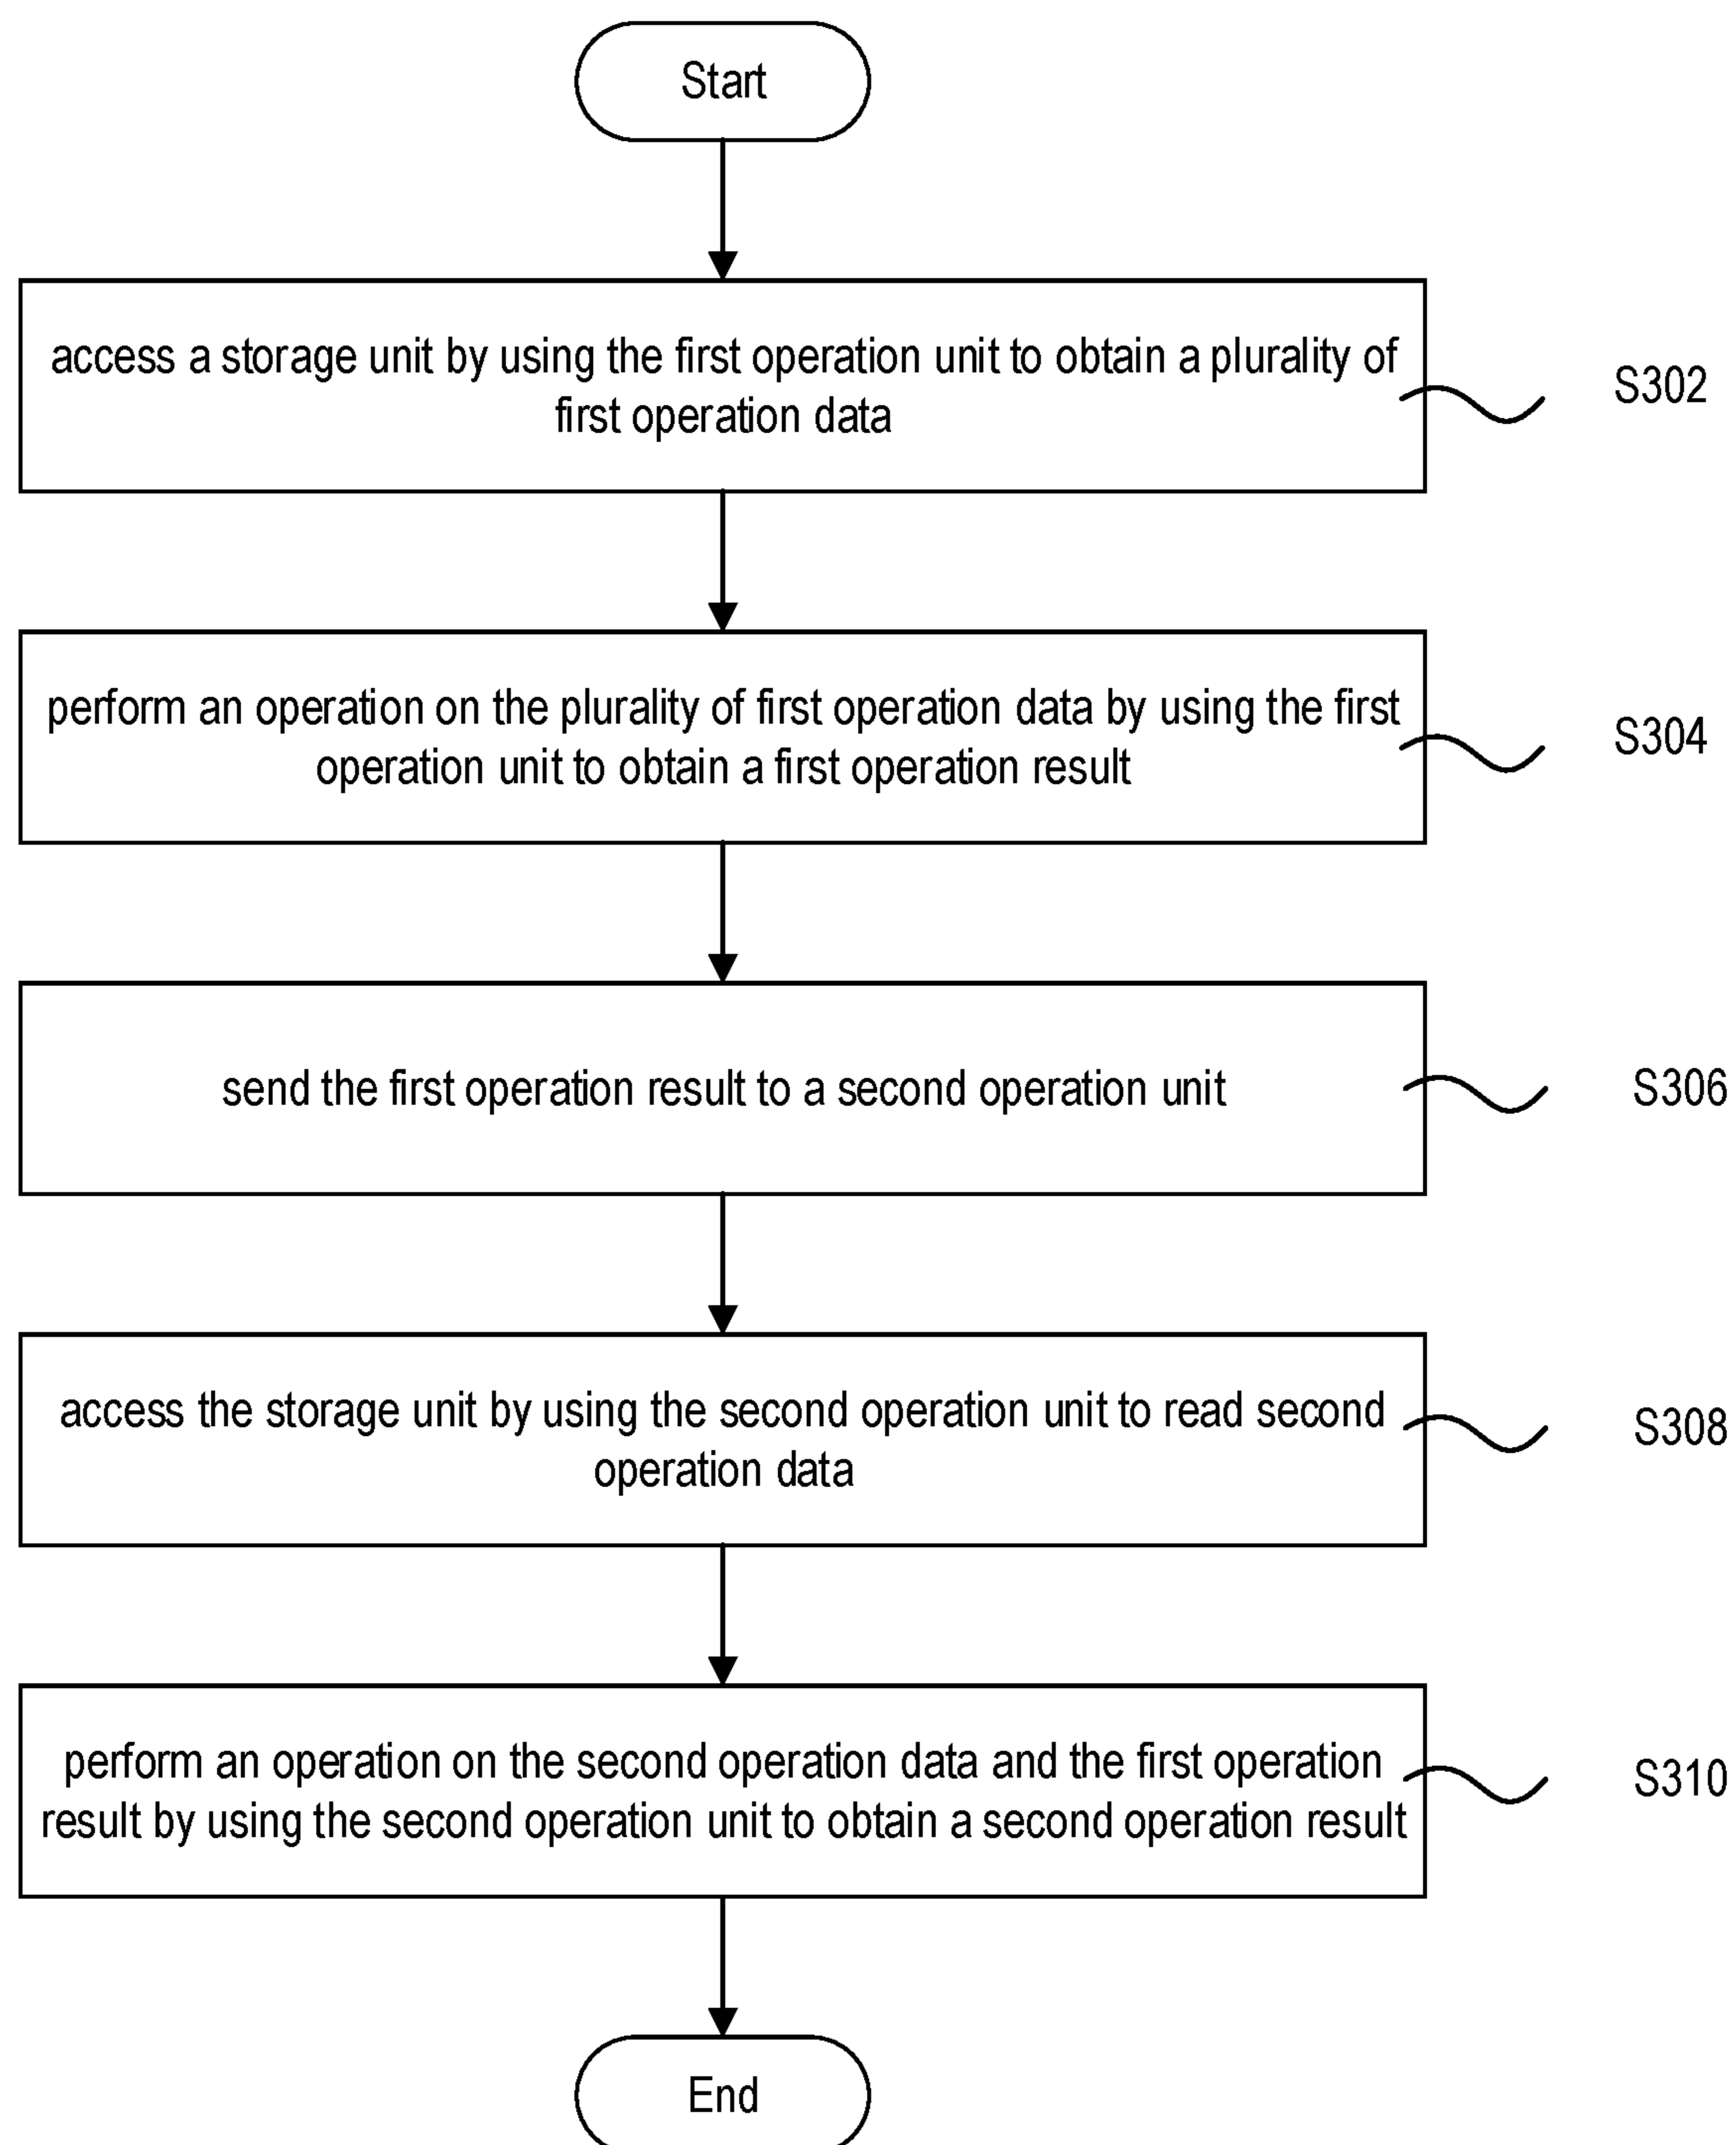 Start
access a storage unit by using the first operation unit to obtain a plurality of
first operation data
S302
perform an operation on the plurality of first operation data by using the first
operation unit to obtain a first operation result
S304
send the first operation result to a second operation unit
S306
access the storage unit by using the second operation unit to read second
operation data
S308
perform an operation on the second operation data and the first operation
result by using the second operation unit to obtain a second operation result
S310
End